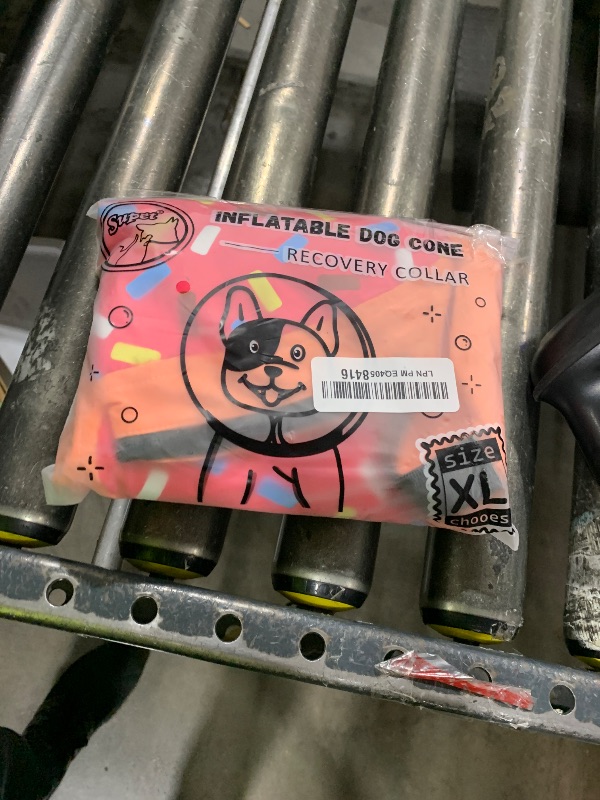 Supet®
INFLATABLE DOG CONE
RECOVERY COLLAR
LPN PM EQ4058416
size
XL
chooes